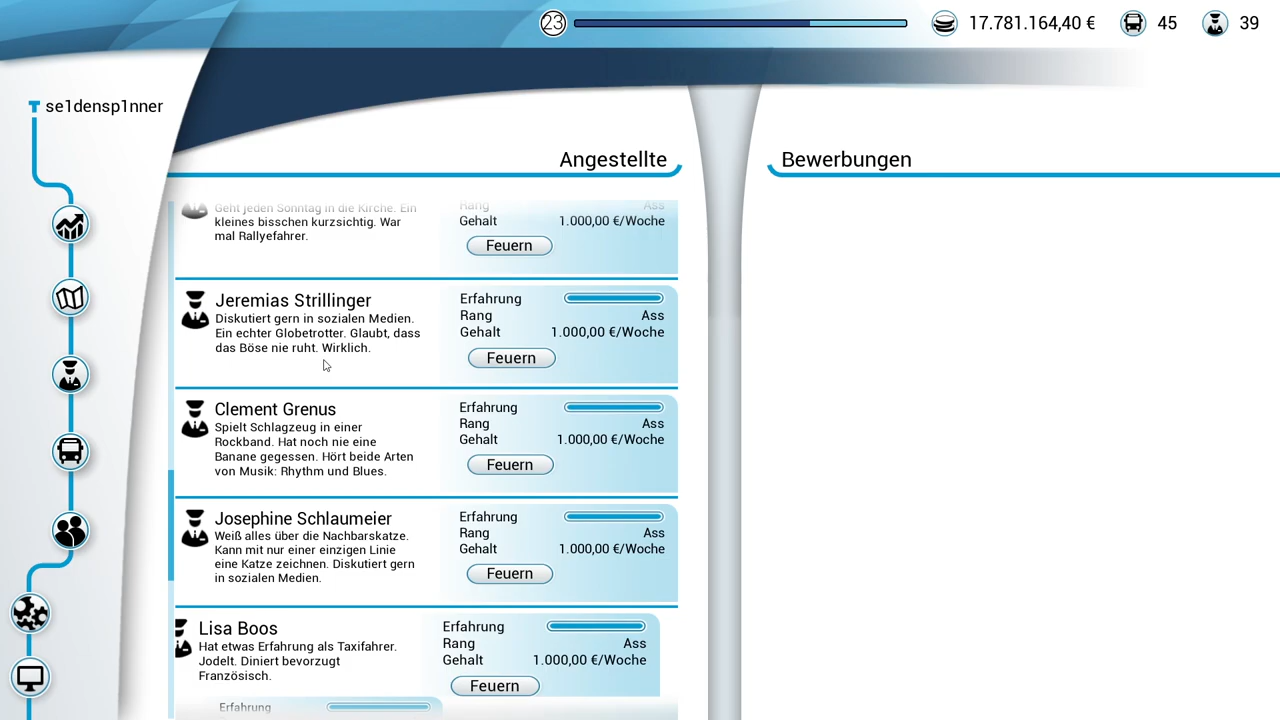 23
17.781.164,40 €
45
39
se1densp1nner
Angestellte
Bewerbungen
Geht jeden Sonntag in die Kirche. Ein
kleines bisschen kurzsichtig. War
mal Rallyefahrer.
Rang Ass
Gehalt 1.000,00 €/Woche
Feuern
Jeremias Strillinger
Diskutiert gern in sozialen Medien.
Ein echter Globetrotter. Glaubt, dass
das Böse nie ruht. Wirklich.
Erfahrung
Rang Ass
Gehalt 1.000,00 €/Woche
Feuern
Clement Grenus
Spielt Schlagzeug in einer
Rockband. Hat noch nie eine
Banane gegessen. Hört beide Arten
von Musik: Rhythm und Blues.
Erfahrung
Rang Ass
Gehalt 1.000,00 €/Woche
Feuern
Josephine Schlaumeier
Weiß alles über die Nachbarskatze.
Kann mit nur einer einzigen Linie
eine Katze zeichnen. Diskutiert gern
in sozialen Medien.
Erfahrung
Rang Ass
Gehalt 1.000,00 €/Woche
Feuern
Lisa Boos
Hat etwas Erfahrung als Taxifahrer.
Jodelt. Diniert bevorzugt
Französisch.
Erfahrung
Rang Ass
Gehalt 1.000,00 €/Woche
Feuern
Erfahrung